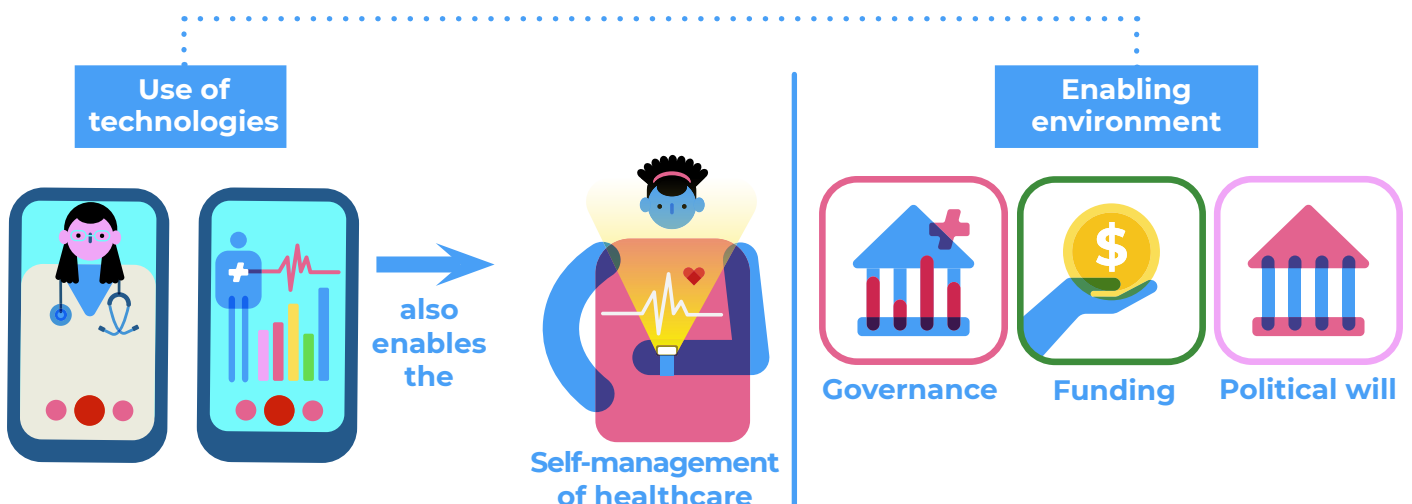 Use of
technologies
also
enables
the
Self-management
of healthcare
Enabling
environment
$
Governance
Funding
Political will